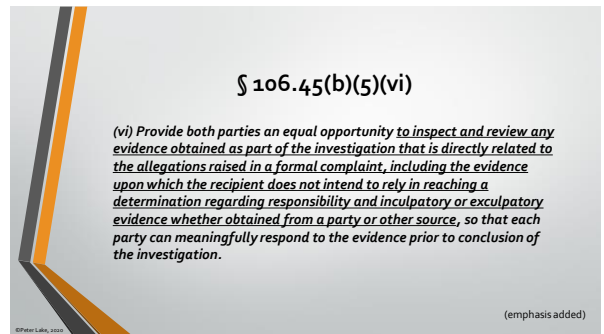 § 106.45(b)(5)(vi)
(vi) Provide both parties an equal opportunity to inspect and review any
evidence obtained as part of the investigation that is directly related to
the allegations raised in a formal complaint, including the evidence
upon which the recipient does not intend to rely in reaching a
determination regarding responsibility and inculpatory or exculpatory
evidence whether obtained from a party or other source, so that each
party can meaningfully respond to the evidence prior to conclusion of
the investigation.
(emphasis added)
©Peter Lake, 2020